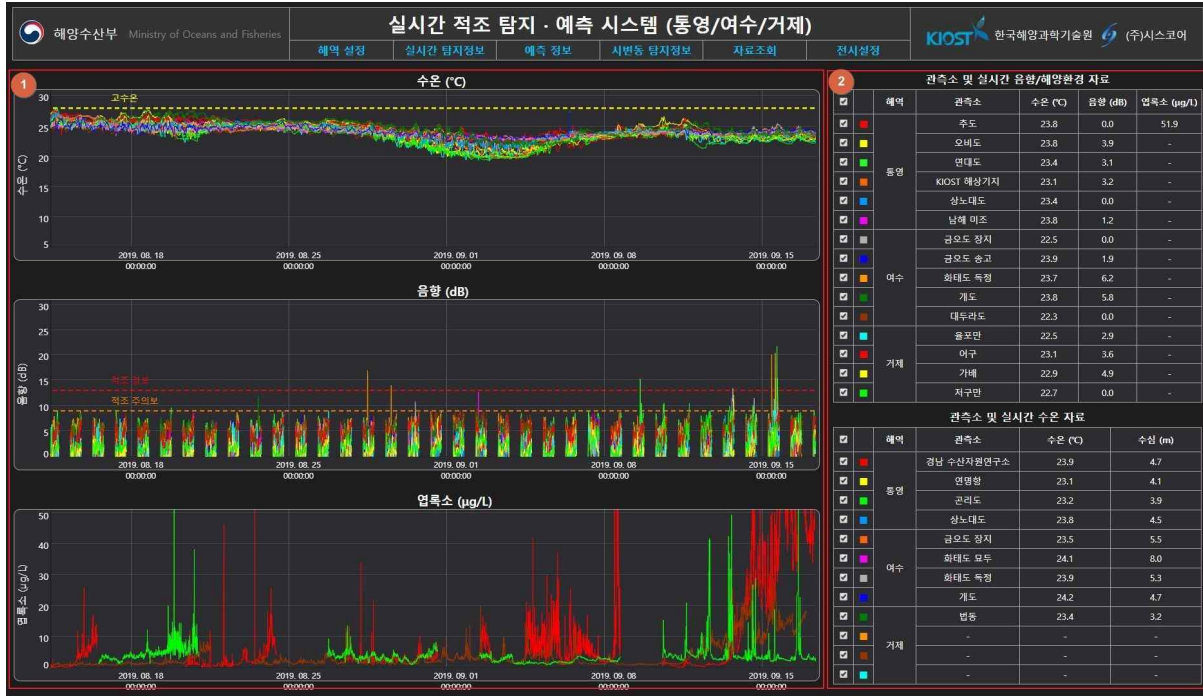 해양수산부 Ministry of Oceans and Fisheries
실시간 적조 탐지 · 예측 시스템 (통영/여수/거제)
KIOST 한국해양과학기술원 (주)시스코어
해역 설정 실시간 탐지정보 예측 정보 시변동 탐지정보 자료조회 전시설정
1
수온 (°C)
고수온
수온 (°C)
30
25
20
15
10
5
2019. 08. 18 00:00:00
2019. 08. 25 00:00:00
2019. 09. 01 00:00:00
2019. 09. 08 00:00:00
2019. 09. 15 00:00:00
음향 (dB)
음향 (dB)
30
25
20
15
10
5
0
적조 경보
적조 주의보
2019. 08. 18 00:00:00
2019. 08. 25 00:00:00
2019. 09. 01 00:00:00
2019. 09. 08 00:00:00
2019. 09. 15 00:00:00
엽록소 (μg/L)
엽록소 (μg/L)
50
40
30
20
10
0
2019. 08. 18 00:00:00
2019. 08. 25 00:00:00
2019. 09. 01 00:00:00
2019. 09. 08 00:00:00
2019. 09. 15 00:00:00
2
관측소 및 실시간 음향/해양환경 자료
해역 관측소 수온 (°C) 음향 (dB) 엽록소 (μg/L)
통영
추도 23.8 0.0 51.9
오비도 23.8 3.9 -
연대도 23.4 3.1 -
KIOST 해상기지 23.1 3.2 -
상노대도 23.4 0.0 -
남해 미조 23.8 1.2 -
여수
금오도 장지 22.5 0.0 -
금오도 송고 23.9 1.9 -
화태도 독정 23.7 6.2 -
개도 23.8 5.8 -
대두라도 22.3 0.0 -
거제
율포만 22.5 2.9 -
어구 23.1 3.6 -
가배 22.9 4.9 -
저구만 22.7 0.0 -
관측소 및 실시간 수온 자료
해역 관측소 수온 (°C) 수심 (m)
통영
경남 수산자원연구소 23.9 4.7
연명항 23.1 4.1
곤리도 23.2 3.9
상노대도 23.8 4.5
여수
금오도 장지 23.5 5.5
화태도 묘두 24.1 8.0
화태도 독정 23.9 5.3
개도 24.2 4.7
거제
법동 23.4 3.2
- - -
- - -
- - -